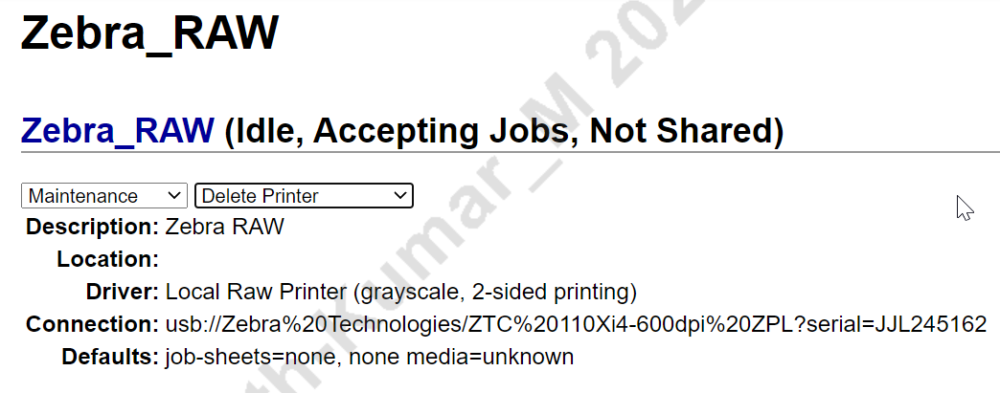 Zebra_RAW
Zebra_RAW (Idle, Accepting Jobs, Not Shared)
Maintenance Delete Printer
Description: Zebra RAW
Location:
Driver: Local Raw Printer (grayscale, 2-sided printing)
Connection: usb://Zebra%20Technologies/ZTC%20110Xi4-600dpi%20ZPL?serial=JJL245162
Defaults: job-sheets=none, none media=unknown
th-Kumar_M 202